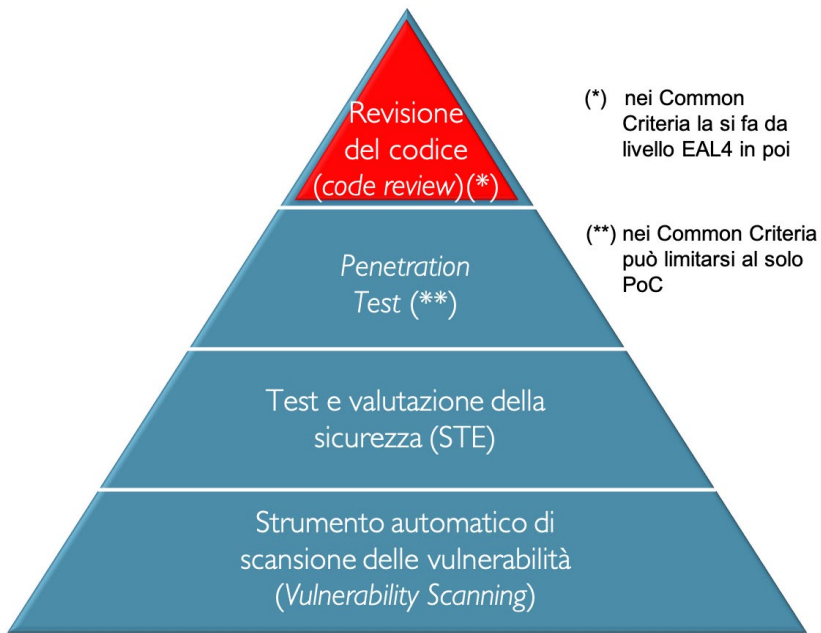 Revisione
del codice
(code review)(*)
Penetration
Test (**)
Test e valutazione della
sicurezza (STE)
Strumento automatico di
scansione delle vulnerabilità
(Vulnerability Scanning)
(*) nei Common
Criteria la si fa da
livello EAL4 in poi
(**) nei Common Criteria
può limitarsi al solo
PoC